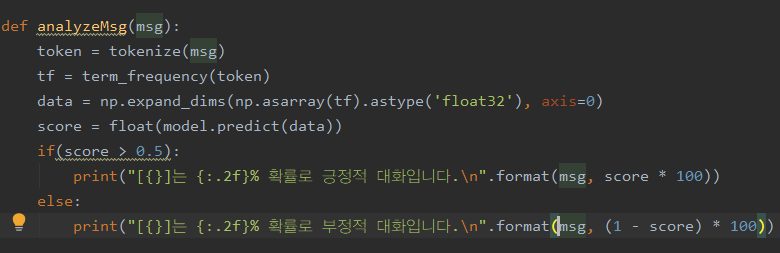 def analyzeMsg(msg):
    token = tokenize(msg)
    tf = term_frequency(token)
    data = np.expand_dims(np.asarray(tf).astype('float32'), axis=0)
    score = float(model.predict(data))
    if(score > 0.5):
        print("[{}]는 {:.2f}% 확률로 긍정적 대화입니다.\n".format(msg, score * 100))
    else:
        print("[{}]는 {:.2f}% 확률로 부정적 대화입니다.\n".format(msg, (1 - score) * 100))